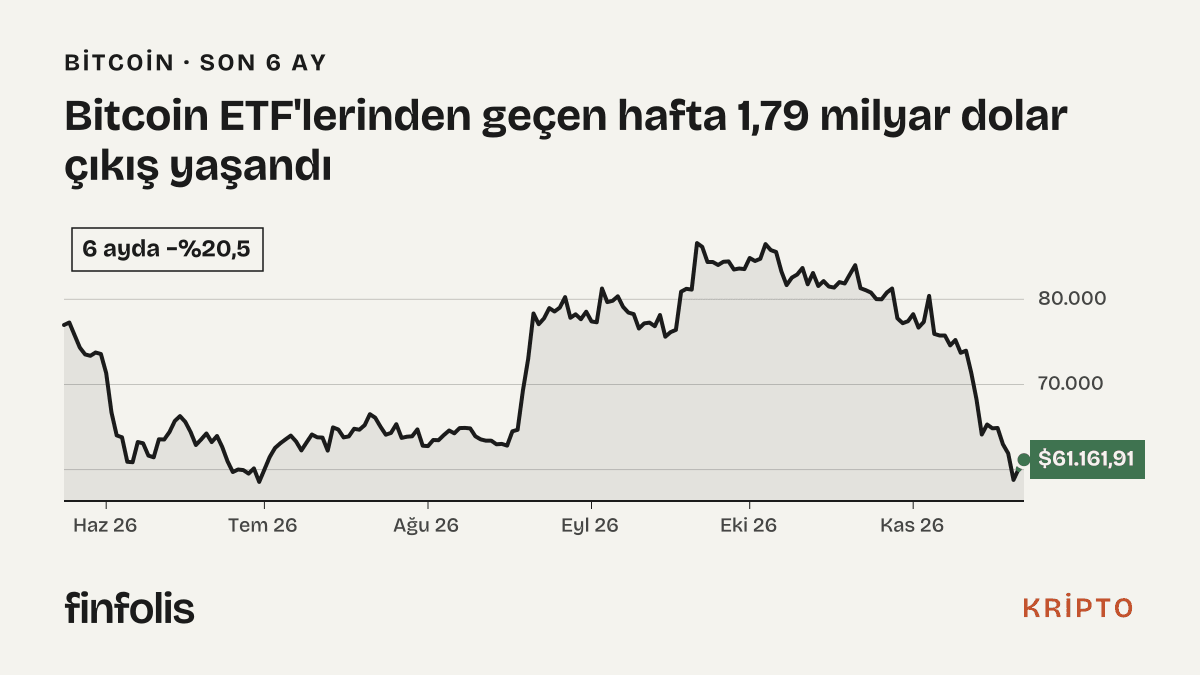 BİTCOİN · SON 6 AY
Bitcoin ETF'lerinden geçen hafta 1,79 milyar dolar
çıkış yaşandı
6 ayda −%20,5
80.000
70.000
$61.161,91
Haz 26
Tem 26
Ağu 26
Eyl 26
Eki 26
Kas 26
finfolis
KRİPTO